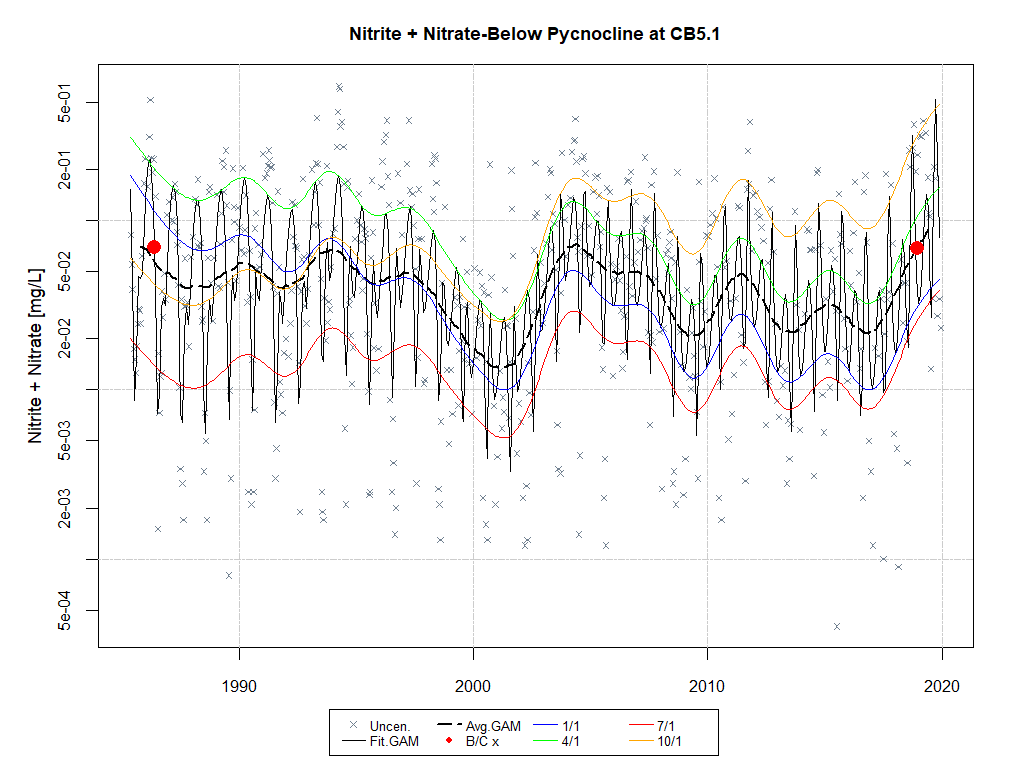 Nitrite + Nitrate-Below Pycnocline at CB5.1
Nitrite + Nitrate [mg/L]
5e-01
2e-01
5e-02
2e-02
5e-03
2e-03
5e-04
1990 2000 2010 2020
Uncen. Avg.GAM 1/1 7/1
Fit.GAM B/C x 4/1 10/1